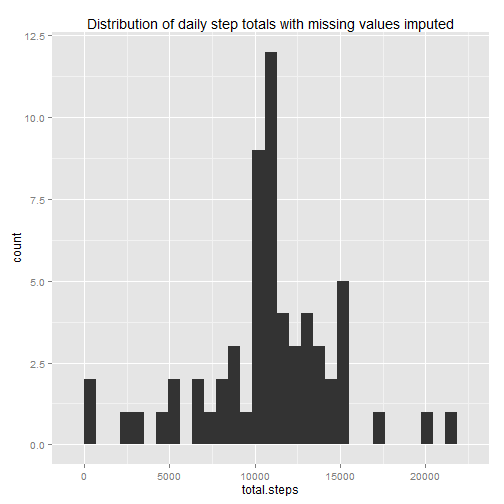 Distribution of daily step totals with missing values imputed
12.5
10.0
7.5
5.0
2.5
0.0
count
0 5000 10000 15000 20000
total.steps